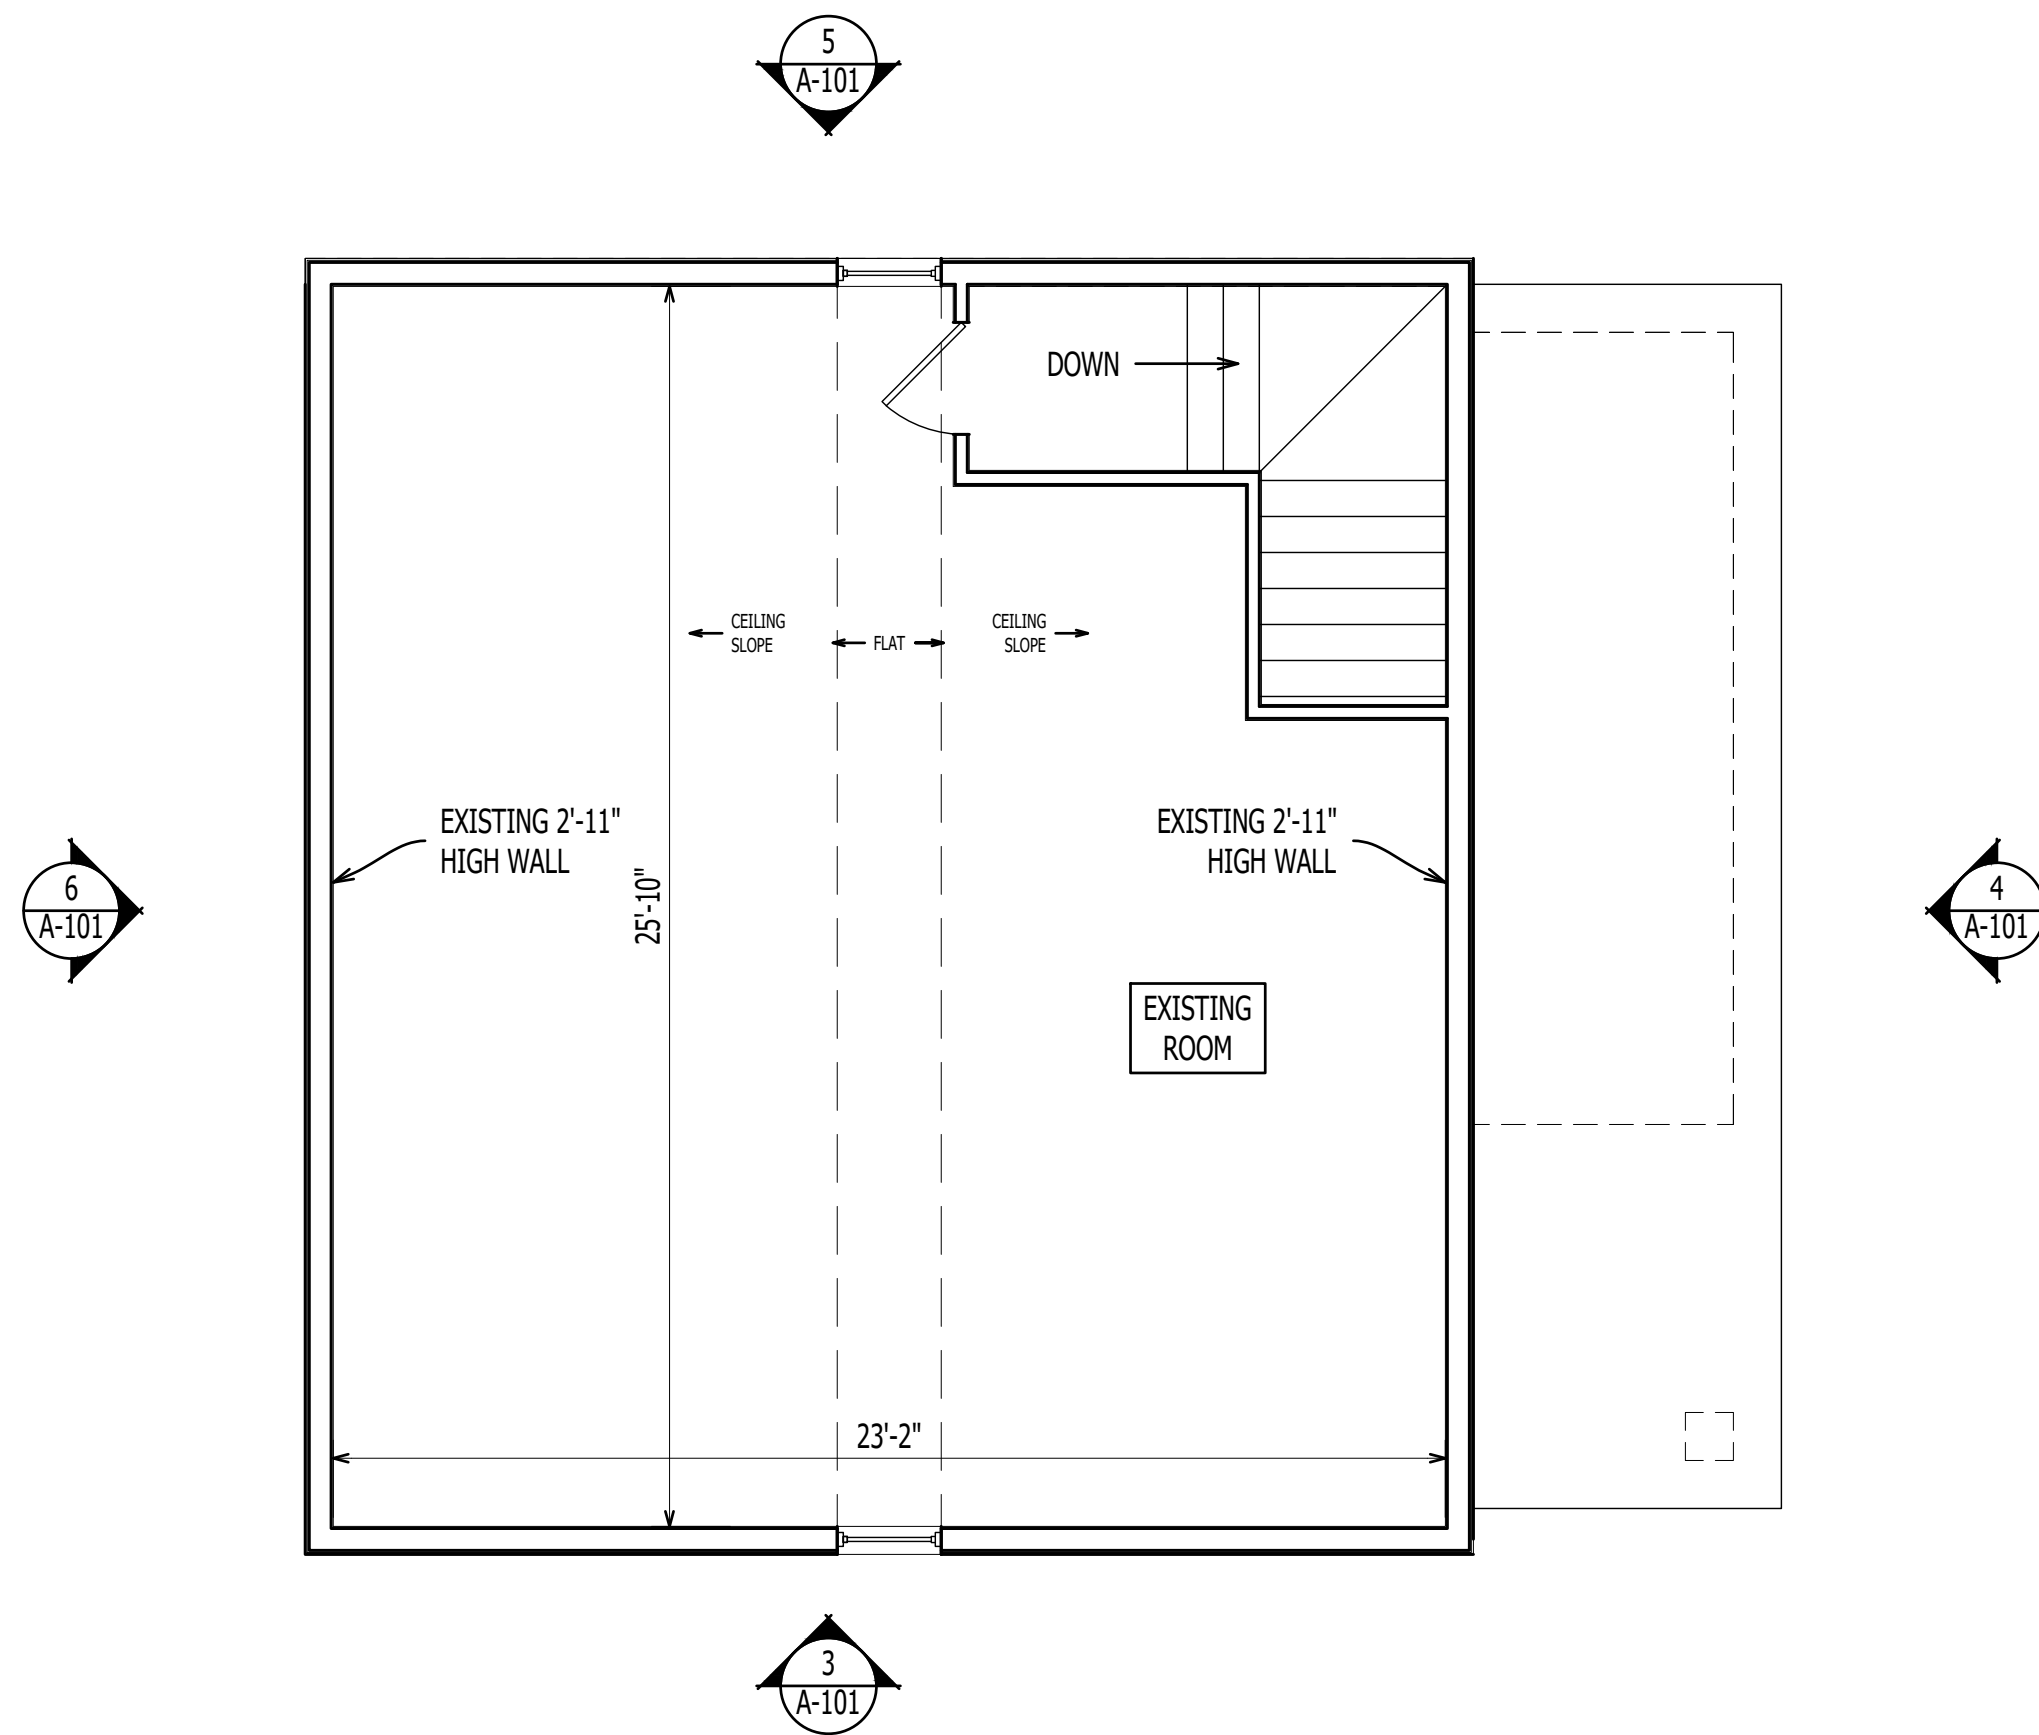 5
A-101
DOWN
CEILING
SLOPE
FLAT
CEILING
SLOPE
EXISTING 2'-11"
HIGH WALL
EXISTING 2'-11"
HIGH WALL
25'-10"
6
A-101
4
A-101
EXISTING
ROOM
23'-2"
3
A-101